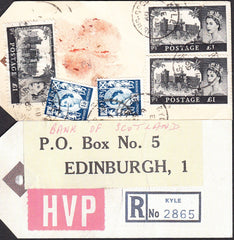 POSTAGE £1
POSTAGE £1
POSTAGE £1
BANK OF SCOTLAND
P.O. Box No. 5
EDINBURGH, 1
HVP
R
KYLE
No 2865